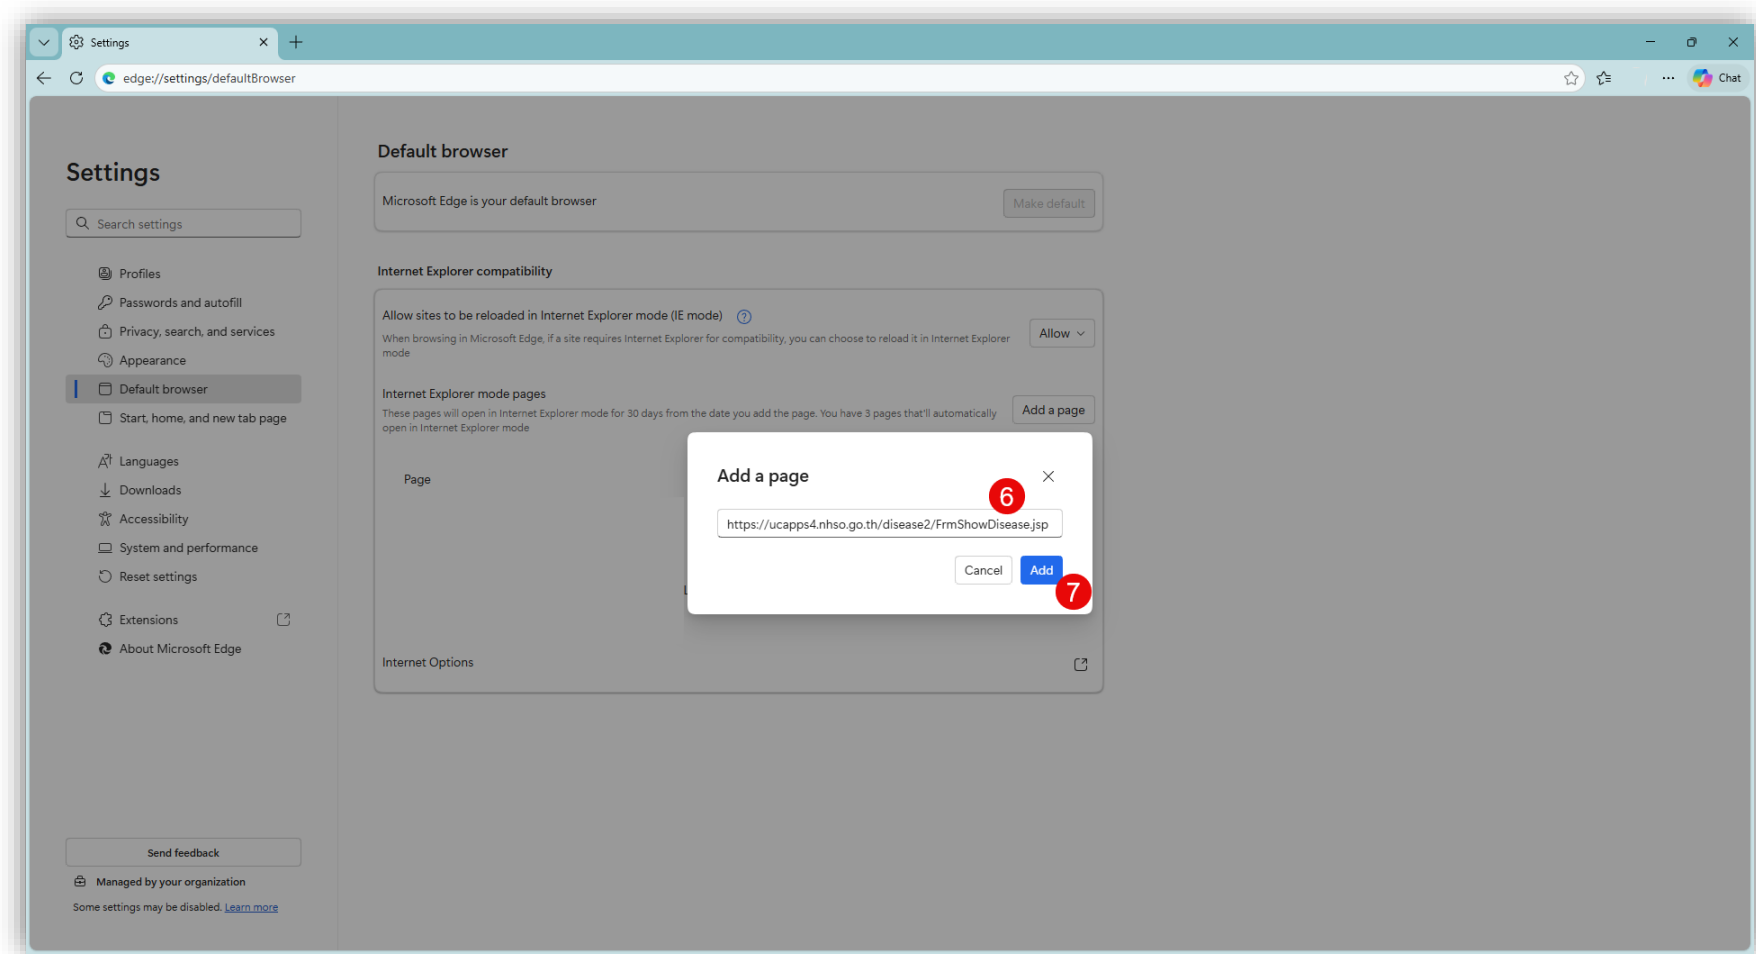 Settings
edge://settings/defaultBrowser
Chat
Settings
Search settings
Profiles
Passwords and autofill
Privacy, search, and services
Appearance
Default browser
Start, home, and new tab page
Languages
Downloads
Accessibility
System and performance
Reset settings
Extensions
About Microsoft Edge
Send feedback
Managed by your organization
Some settings may be disabled. Learn more
Default browser
Microsoft Edge is your default browser
Make default
Internet Explorer compatibility
Allow sites to be reloaded in Internet Explorer mode (IE mode)
When browsing in Microsoft Edge, if a site requires Internet Explorer for compatibility, you can choose to reload it in Internet Explorer
mode
Allow
Internet Explorer mode pages
These pages will open in Internet Explorer mode for 30 days from the date you add the page. You have 3 pages that'll automatically
open in Internet Explorer mode
Add a page
Page
Add a page
6
https://ucapps4.nhso.go.th/disease2/FrmShowDisease.jsp
Cancel
Add
7
Internet Options